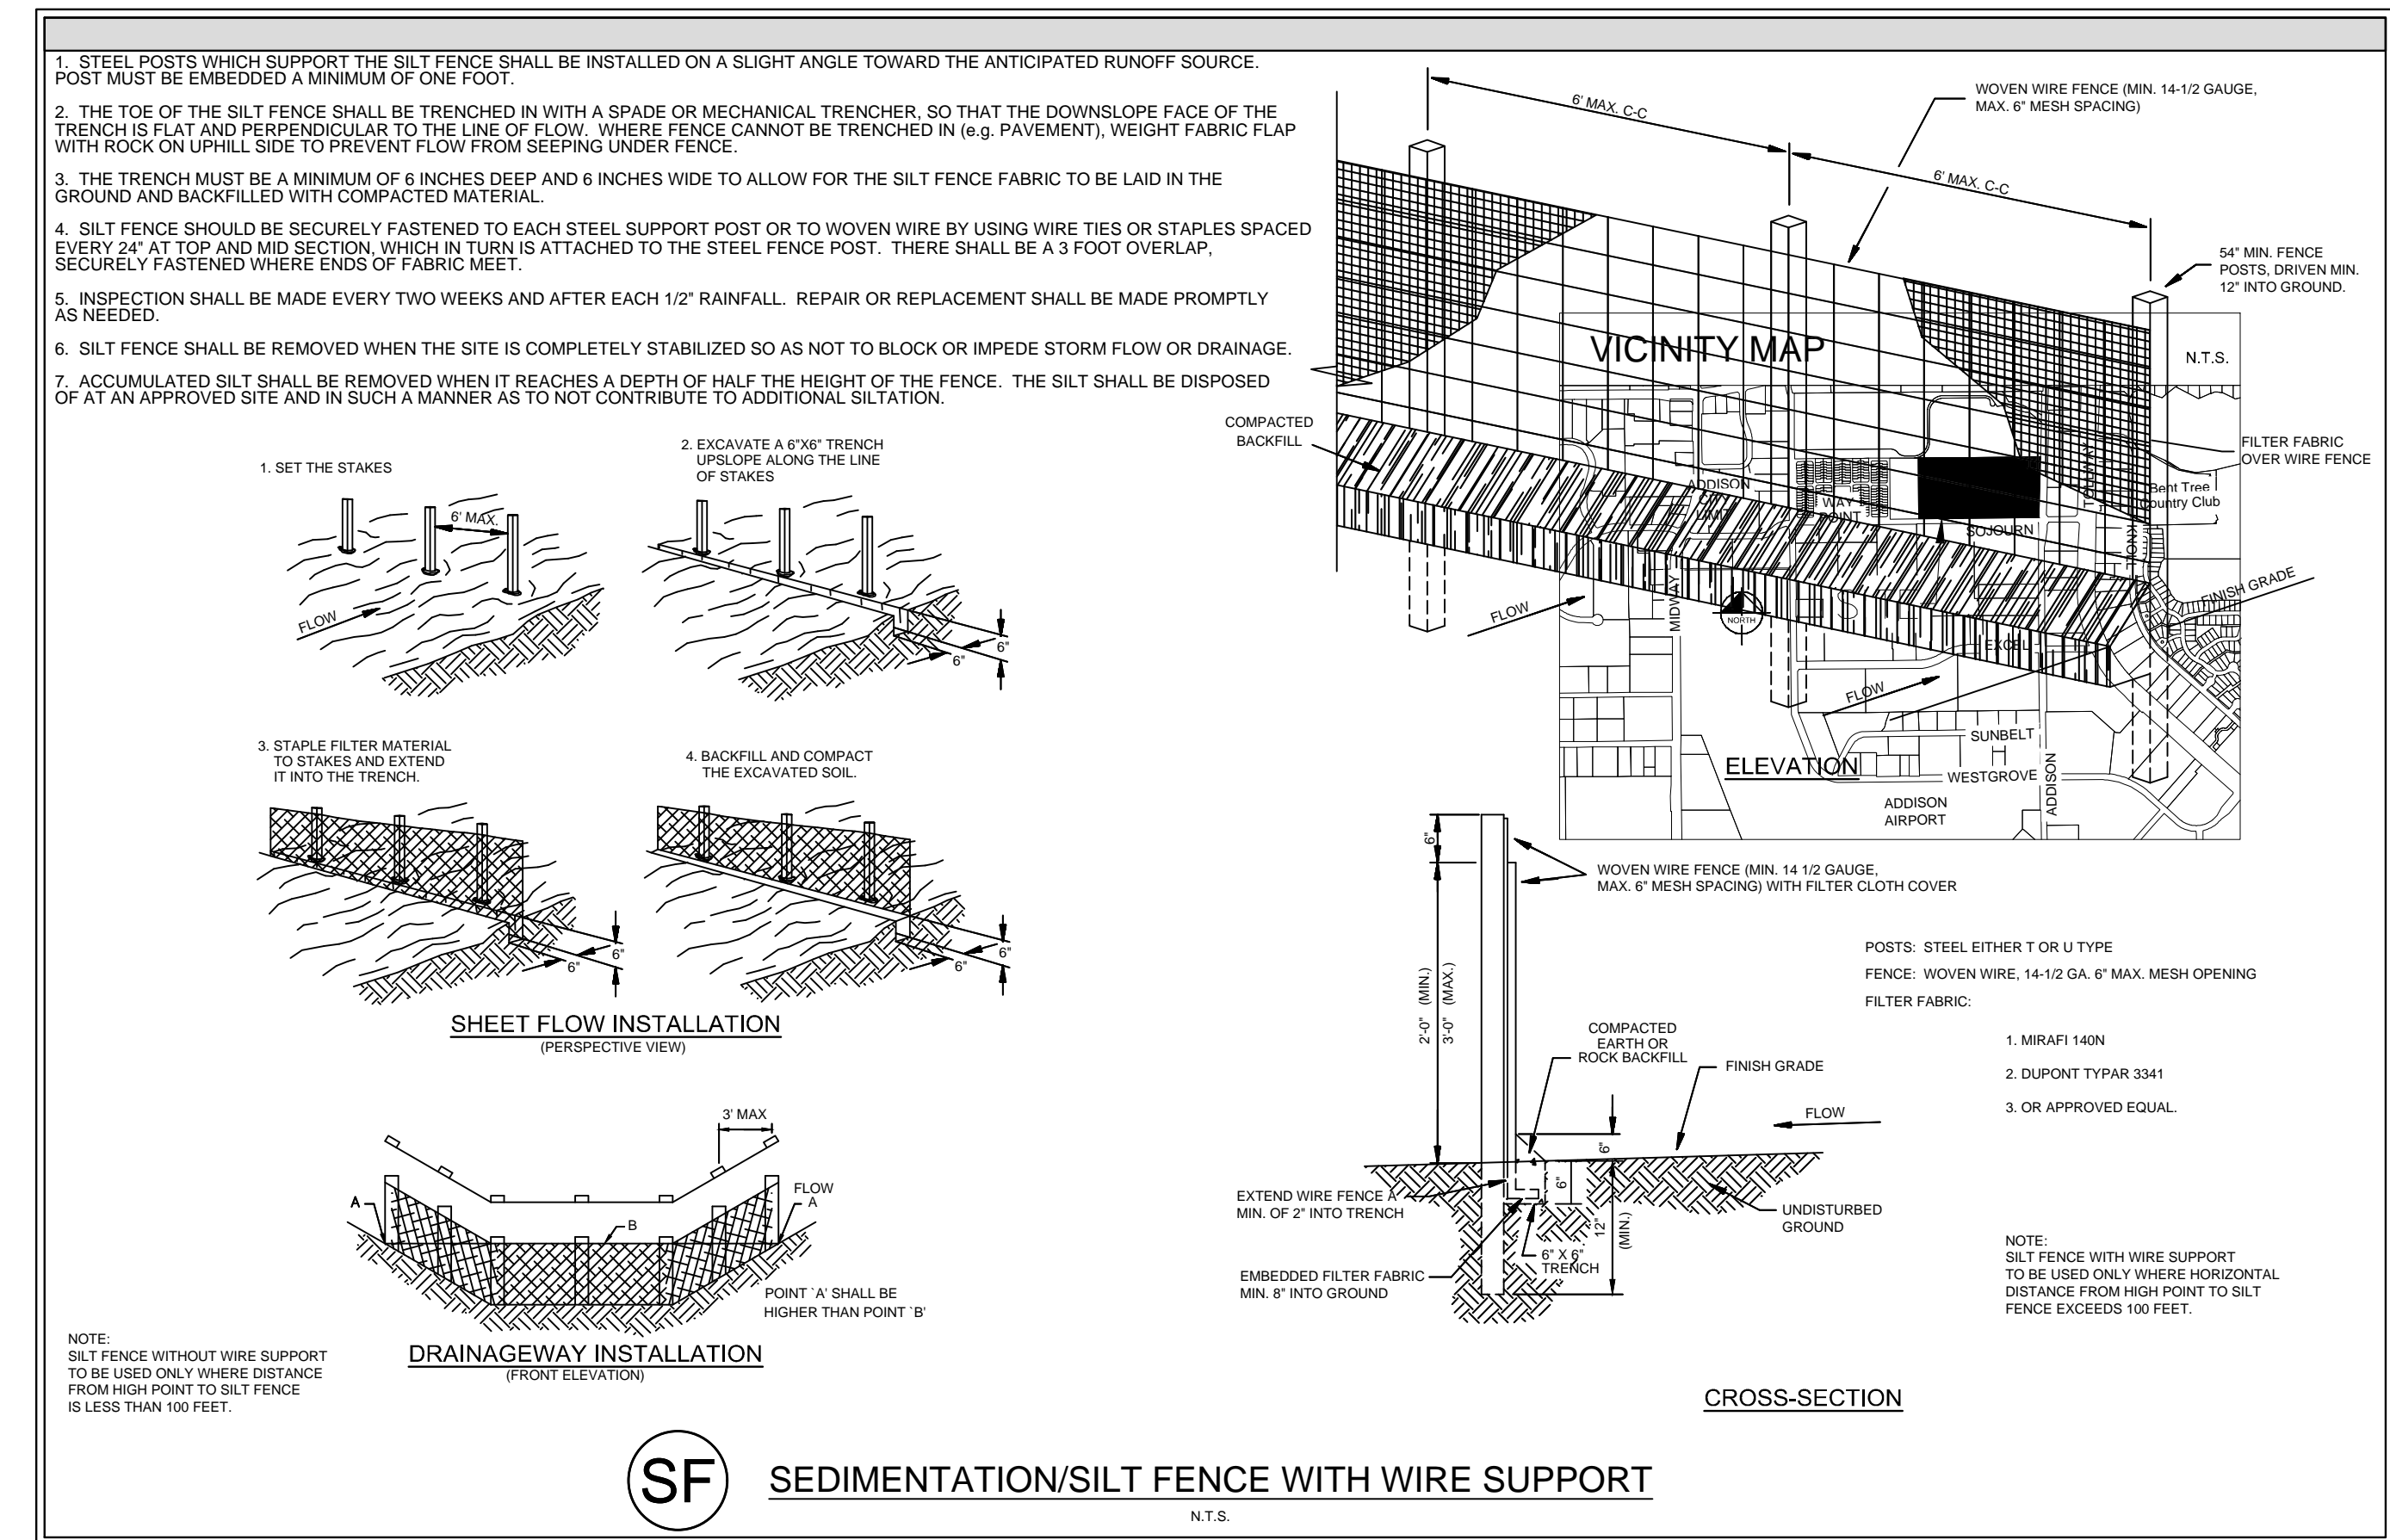 1. STEEL POSTS WHICH SUPPORT THE SILT FENCE SHALL BE INSTALLED ON A SLIGHT ANGLE TOWARD THE ANTICIPATED RUNOFF SOURCE.
POST MUST BE EMBEDDED A MINIMUM OF ONE FOOT.
2. THE TOE OF THE SILT FENCE SHALL BE TRENCHED IN WITH A SPADE OR MECHANICAL TRENCHER, SO THAT THE DOWNSLOPE FACE OF THE
TRENCH IS FLAT AND PERPENDICULAR TO THE LINE OF FLOW. WHERE FENCE CANNOT BE TRENCHED IN (e.g. PAVEMENT), WEIGHT FABRIC FLAP
WITH ROCK ON UPHILL SIDE TO PREVENT FLOW FROM SEEPING UNDER FENCE.
3. THE TRENCH MUST BE A MINIMUM OF 6 INCHES DEEP AND 6 INCHES WIDE TO ALLOW FOR THE SILT FENCE FABRIC TO BE LAID IN THE
GROUND AND BACKFILLED WITH COMPACTED MATERIAL.
4. SILT FENCE SHOULD BE SECURELY FASTENED TO EACH STEEL SUPPORT POST OR TO WOVEN WIRE BY USING WIRE TIES OR STAPLES SPACED
EVERY 24" AT TOP AND MID SECTION, WHICH IN TURN IS ATTACHED TO THE STEEL FENCE POST. THERE SHALL BE A 3 FOOT OVERLAP,
SECURELY FASTENED WHERE ENDS OF FABRIC MEET.
5. INSPECTION SHALL BE MADE EVERY TWO WEEKS AND AFTER EACH 1/2" RAINFALL. REPAIR OR REPLACEMENT SHALL BE MADE PROMPTLY
AS NEEDED.
6. SILT FENCE SHALL BE REMOVED WHEN THE SITE IS COMPLETELY STABILIZED SO AS NOT TO BLOCK OR IMPEDE STORM FLOW OR DRAINAGE.
7. ACCUMULATED SILT SHALL BE REMOVED WHEN IT REACHES A DEPTH OF HALF THE HEIGHT OF THE FENCE. THE SILT SHALL BE DISPOSED
OF AT AN APPROVED SITE AND IN SUCH A MANNER AS TO NOT CONTRIBUTE TO ADDITIONAL SILTATION.
1. SET THE STAKES
6' MAX.
FLOW
2. EXCAVATE A 6"X6" TRENCH
UPSLOPE ALONG THE LINE
OF STAKES
6"
6"
3. STAPLE FILTER MATERIAL
TO STAKES AND EXTEND
IT INTO THE TRENCH.
6"
6"
4. BACKFILL AND COMPACT
THE EXCAVATED SOIL.
6"
6"
SHEET FLOW INSTALLATION
(PERSPECTIVE VIEW)
3' MAX
A
FLOW
A
B
POINT `A' SHALL BE
HIGHER THAN POINT `B'
DRAINAGEWAY INSTALLATION
(FRONT ELEVATION)
NOTE:
SILT FENCE WITHOUT WIRE SUPPORT
TO BE USED ONLY WHERE DISTANCE
FROM HIGH POINT TO SILT FENCE
IS LESS THAN 100 FEET.
6' MAX. C-C
6' MAX. C-C
WOVEN WIRE FENCE (MIN. 14-1/2 GAUGE,
MAX. 6" MESH SPACING)
54" MIN. FENCE
POSTS, DRIVEN MIN.
12" INTO GROUND.
VICINITY MAP
N.T.S.
COMPACTED
BACKFILL
FILTER FABRIC
OVER WIRE FENCE
ADDISON
CITY
LIMIT
WAY
POINT
TOLLWAY
Bent Tree
Country Club
SOJOURN
KNOLL
FINISH GRADE
MIDWAY
NORTH
FLOW
EXCEL
FLOW
SUNBELT
ELEVATION
WESTGROVE
ADDISON
ADDISON
AIRPORT
6"
WOVEN WIRE FENCE (MIN. 14 1/2 GAUGE,
MAX. 6" MESH SPACING) WITH FILTER CLOTH COVER
2'-0" (MIN.)
3'-0" (MAX.)
COMPACTED
EARTH OR
ROCK BACKFILL
FINISH GRADE
FLOW
6"
6"
12"
(MIN.)
EXTEND WIRE FENCE A
MIN. OF 2" INTO TRENCH
UNDISTURBED
GROUND
6" X 6"
TRENCH
EMBEDDED FILTER FABRIC
MIN. 8" INTO GROUND
POSTS: STEEL EITHER T OR U TYPE
FENCE: WOVEN WIRE, 14-1/2 GA. 6" MAX. MESH OPENING
FILTER FABRIC:
1. MIRAFI 140N
2. DUPONT TYPAR 3341
3. OR APPROVED EQUAL.
NOTE:
SILT FENCE WITH WIRE SUPPORT
TO BE USED ONLY WHERE HORIZONTAL
DISTANCE FROM HIGH POINT TO SILT
FENCE EXCEEDS 100 FEET.
CROSS-SECTION
SF
SEDIMENTATION/SILT FENCE WITH WIRE SUPPORT
N.T.S.